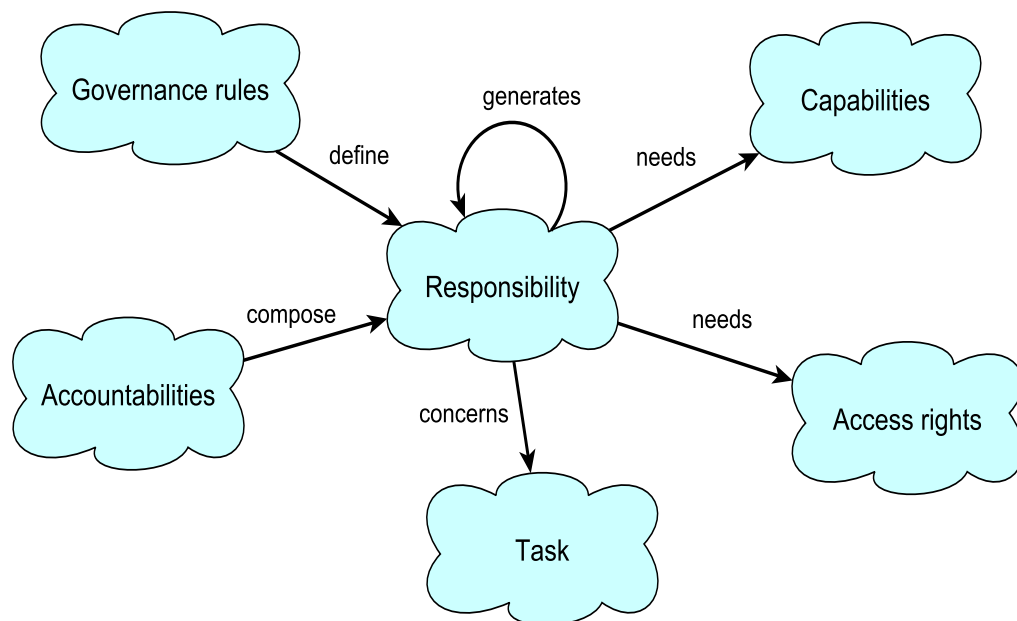 Governance rules
generates
Capabilities
define
needs
Responsibility
compose
needs
Accountabilities
concerns
Access rights
Task